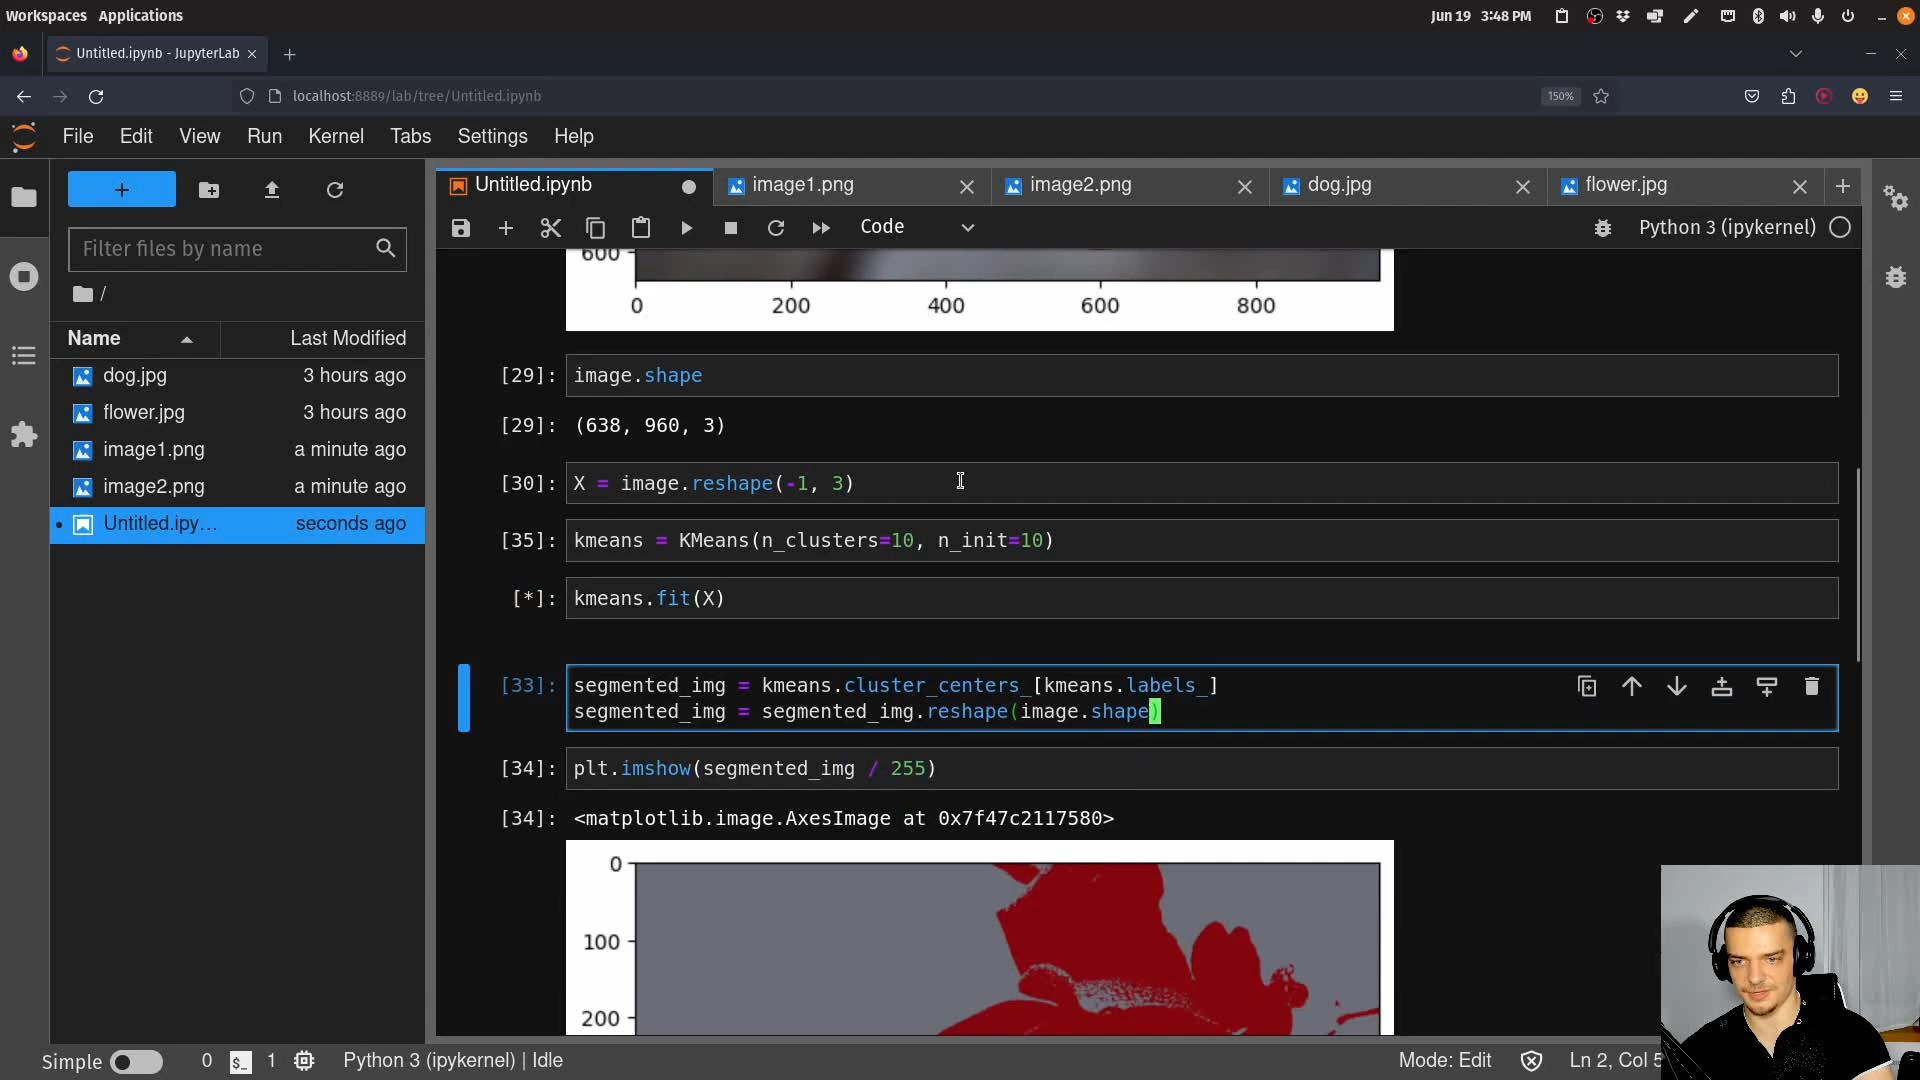 Workspaces Applications
Jun 19 3:48 PM
Untitled.ipynb - JupyterLab
localhost:8889/lab/tree/Untitled.ipynb
150%
File Edit View Run Kernel Tabs Settings Help
Untitled.ipynb
image1.png
image2.png
dog.jpg
flower.jpg
Code
Python 3 (ipykernel)
Filter files by name
/
Name Last Modified
dog.jpg 3 hours ago
flower.jpg 3 hours ago
image1.png a minute ago
image2.png a minute ago
Untitled.ipy… seconds ago
600
0 200 400 600 800
[29]: image.shape
[29]: (638, 960, 3)
[30]: X = image.reshape(-1, 3)
[35]: kmeans = KMeans(n_clusters=10, n_init=10)
[*]: kmeans.fit(X)
[33]: segmented_img = kmeans.cluster_centers_[kmeans.labels_]
segmented_img = segmented_img.reshape(image.shape)
[34]: plt.imshow(segmented_img / 255)
[34]: <matplotlib.image.AxesImage at 0x7f47c2117580>
0
100
200
Simple 0 $_ 1 Python 3 (ipykernel) | Idle
Mode: Edit Ln 2, Col 5